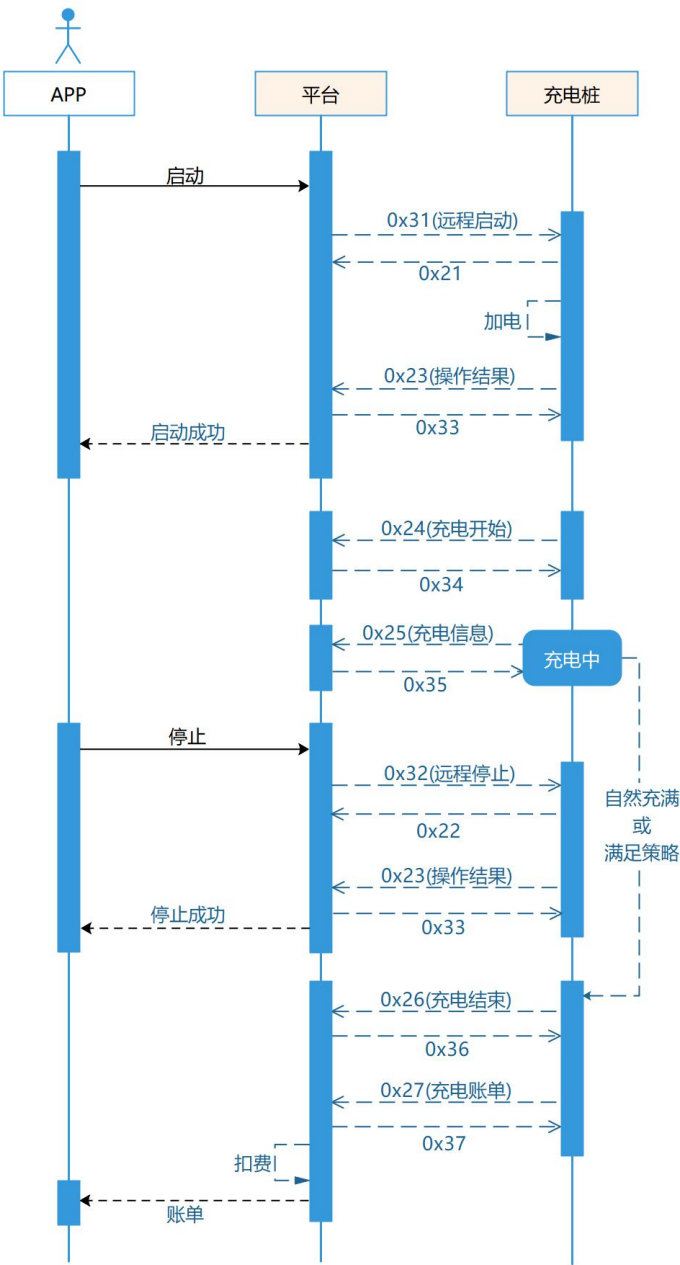 APP
平台
充电桩
启动
0x31(远程启动)
0x21
加电
0x23(操作结果)
0x33
启动成功
0x24(充电开始)
0x34
0x25(充电信息)
充电中
0x35
停止
0x32(远程停止)
自然充满
或
满足策略
0x22
0x23(操作结果)
停止成功
0x33
0x26(充电结束)
0x36
0x27(充电账单)
0x37
扣费
账单